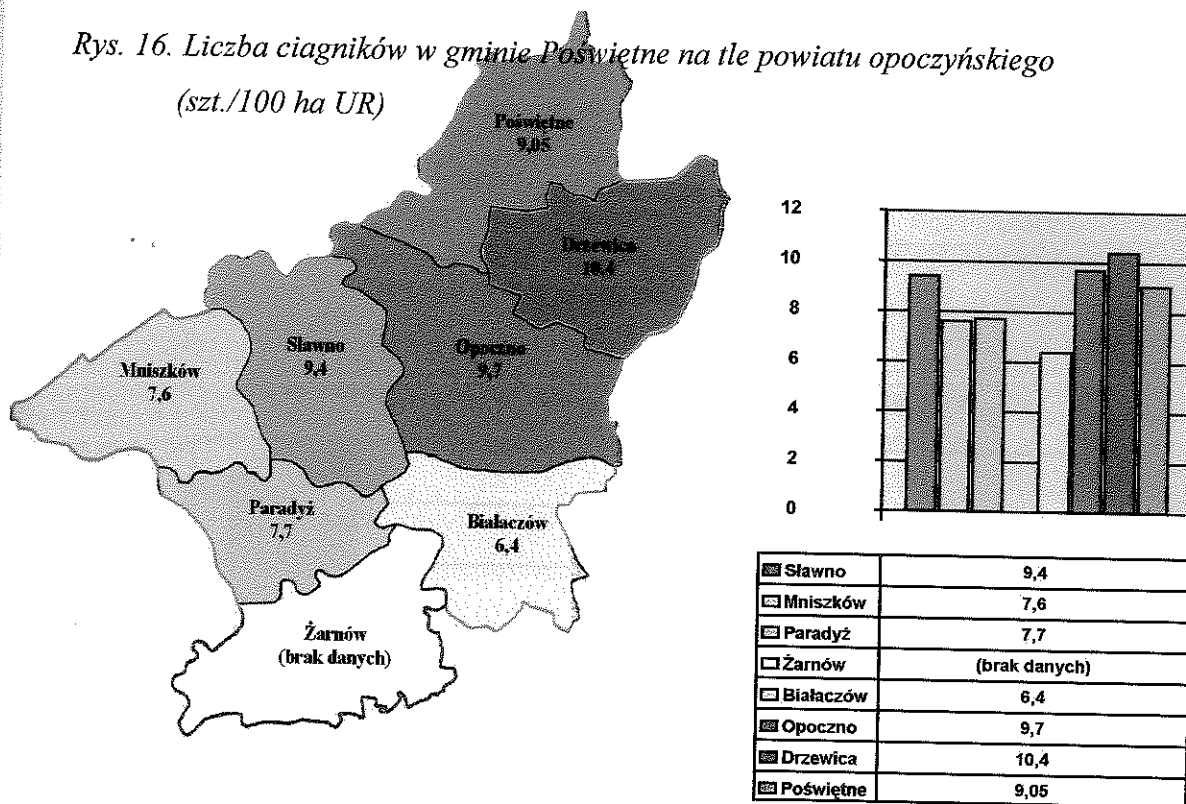 Rys. 16. Liczba ciagników w gminie Poświętne na tle powiatu opoczyńskiego
(szt./100 ha UR)
Poświętne
9,05
Drzewica
10,4
Sławno
9,4
Opoczno
9,7
Mniszków
7,6
Paradyż
7,7
Białaczów
6,4
Żarnów
(brak danych)
12
10
8
6
4
2
0
Sławno 9,4
Mniszków 7,6
Paradyż 7,7
Żarnów (brak danych)
Białaczów 6,4
Opoczno 9,7
Drzewica 10,4
Poświętne 9,05